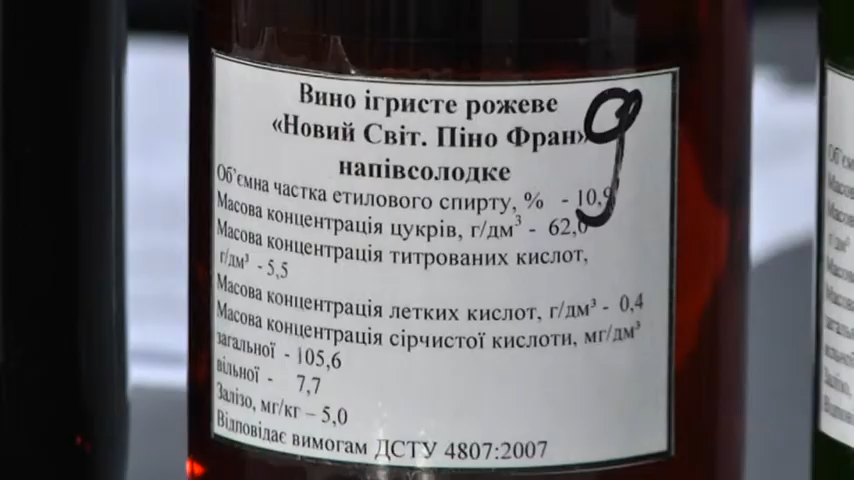 Вино ігристе рожеве
«Новий Світ. Піно Фран»
напівсолодке
Об'ємна частка етилового спирту, % - 10,9
Масова концентрація цукрів, г/дм³ - 62,0
Масова концентрація титрованих кислот,
г/дм³ - 5,5
Масова концентрація летких кислот, г/дм³ - 0,4
Масова концентрація сірчистої кислоти, мг/дм³
загальної - 105,6
вільної - 7,7
Залізо, мг/кг – 5,0
Відповідає вимогам ДСТУ 4807:2007
9